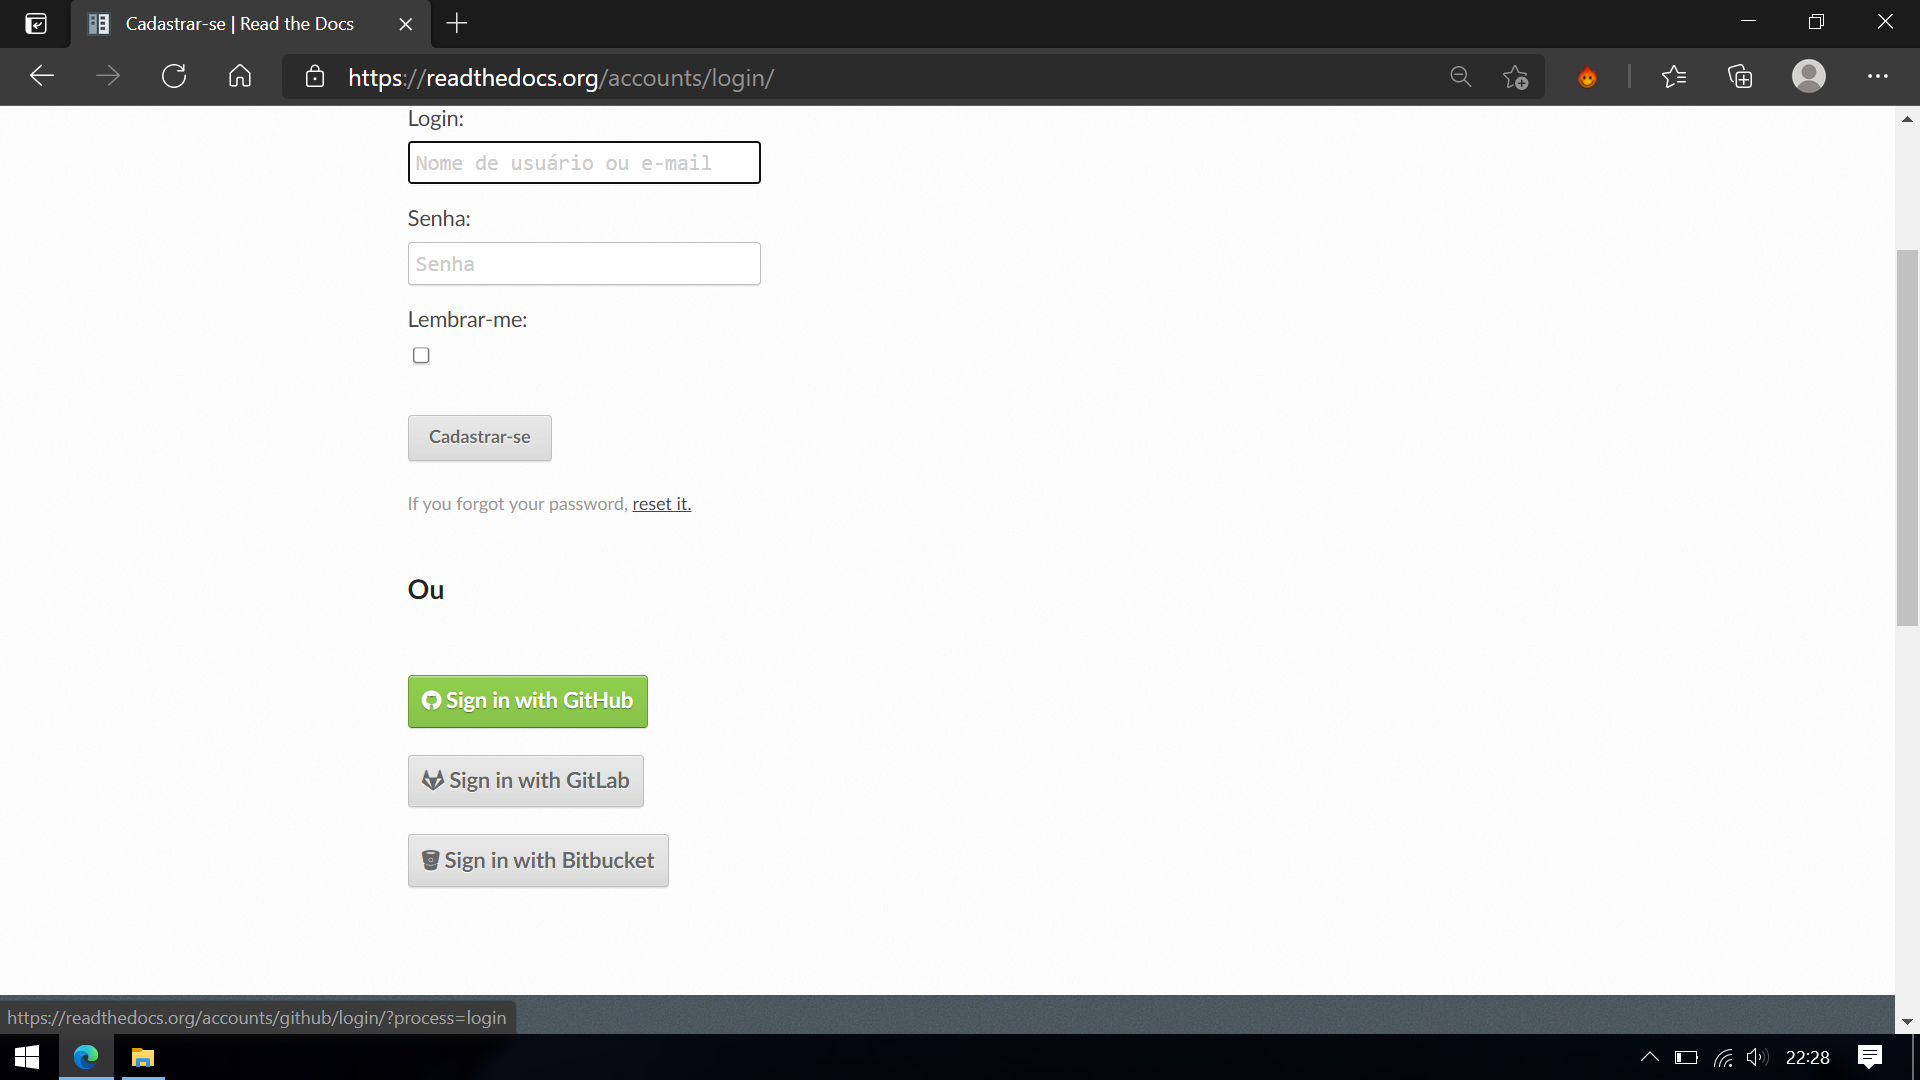 Cadastrar-se | Read the Docs
https://readthedocs.org/accounts/login/
Login:
Nome de usuário ou e-mail
Senha:
Senha
Lembrar-me:
Cadastrar-se
If you forgot your password, reset it.
Ou
Sign in with GitHub
Sign in with GitLab
Sign in with Bitbucket
https://readthedocs.org/accounts/github/login/?process=login
22:28